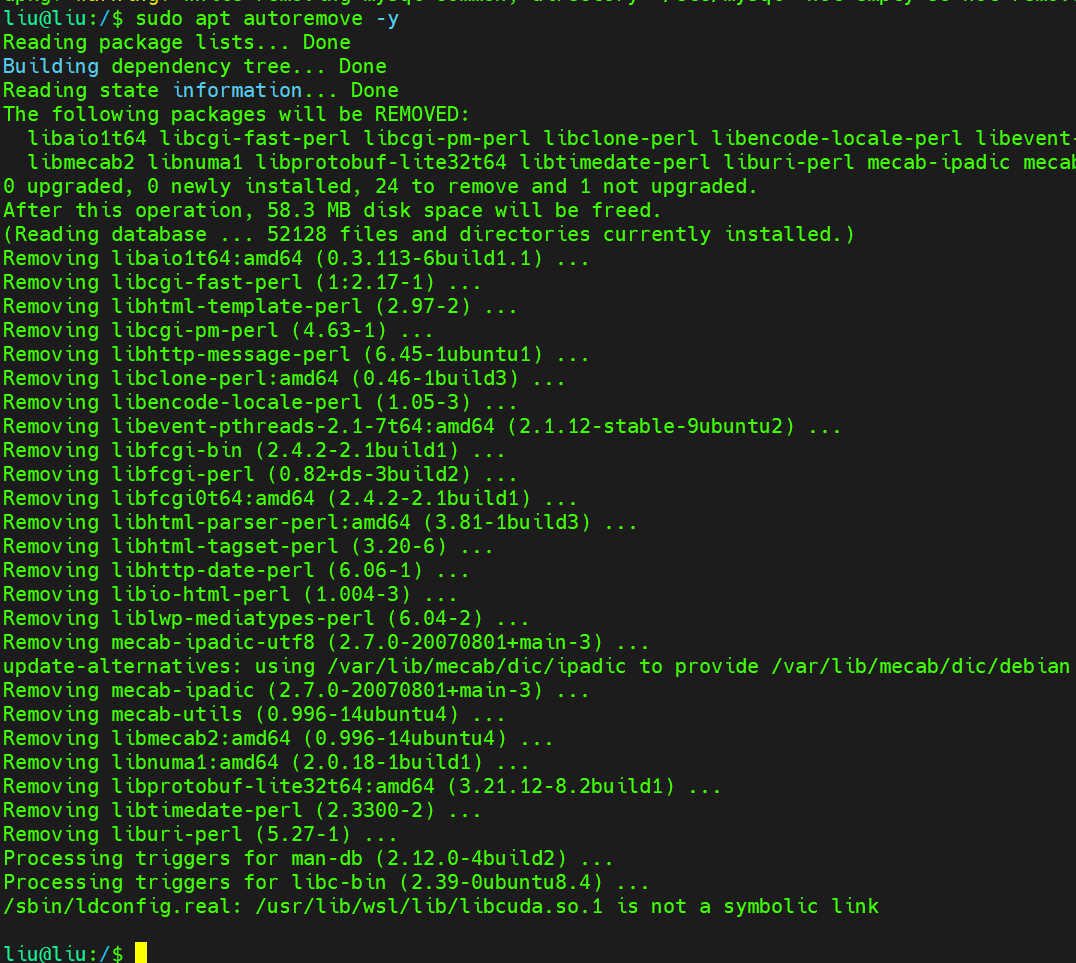 liu@liu:/$ sudo apt autoremove -y
Reading package lists... Done
Building dependency tree... Done
Reading state information... Done
The following packages will be REMOVED:
  libaio1t64 libcgi-fast-perl libcgi-pm-perl libclone-perl libencode-locale-perl libevent-
  libmecab2 libnuma1 libprotobuf-lite32t64 libtimedate-perl liburi-perl mecab-ipadic mecab
0 upgraded, 0 newly installed, 24 to remove and 1 not upgraded.
After this operation, 58.3 MB disk space will be freed.
(Reading database ... 52128 files and directories currently installed.)
Removing libaio1t64:amd64 (0.3.113-6build1.1) ...
Removing libcgi-fast-perl (1:2.17-1) ...
Removing libhtml-template-perl (2.97-2) ...
Removing libcgi-pm-perl (4.63-1) ...
Removing libhttp-message-perl (6.45-1ubuntu1) ...
Removing libclone-perl:amd64 (0.46-1build3) ...
Removing libencode-locale-perl (1.05-3) ...
Removing libevent-pthreads-2.1-7t64:amd64 (2.1.12-stable-9ubuntu2) ...
Removing libfcgi-bin (2.4.2-2.1build1) ...
Removing libfcgi-perl (0.82+ds-3build2) ...
Removing libfcgi0t64:amd64 (2.4.2-2.1build1) ...
Removing libhtml-parser-perl:amd64 (3.81-1build3) ...
Removing libhtml-tagset-perl (3.20-6) ...
Removing libhttp-date-perl (6.06-1) ...
Removing libio-html-perl (1.004-3) ...
Removing liblwp-mediatypes-perl (6.04-2) ...
Removing mecab-ipadic-utf8 (2.7.0-20070801+main-3) ...
update-alternatives: using /var/lib/mecab/dic/ipadic to provide /var/lib/mecab/dic/debian
Removing mecab-ipadic (2.7.0-20070801+main-3) ...
Removing mecab-utils (0.996-14ubuntu4) ...
Removing libmecab2:amd64 (0.996-14ubuntu4) ...
Removing libnuma1:amd64 (2.0.18-1build1) ...
Removing libprotobuf-lite32t64:amd64 (3.21.12-8.2build1) ...
Removing libtimedate-perl (2.3300-2) ...
Removing liburi-perl (5.27-1) ...
Processing triggers for man-db (2.12.0-4build2) ...
Processing triggers for libc-bin (2.39-0ubuntu8.4) ...
/sbin/ldconfig.real: /usr/lib/wsl/lib/libcuda.so.1 is not a symbolic link
liu@liu:/$